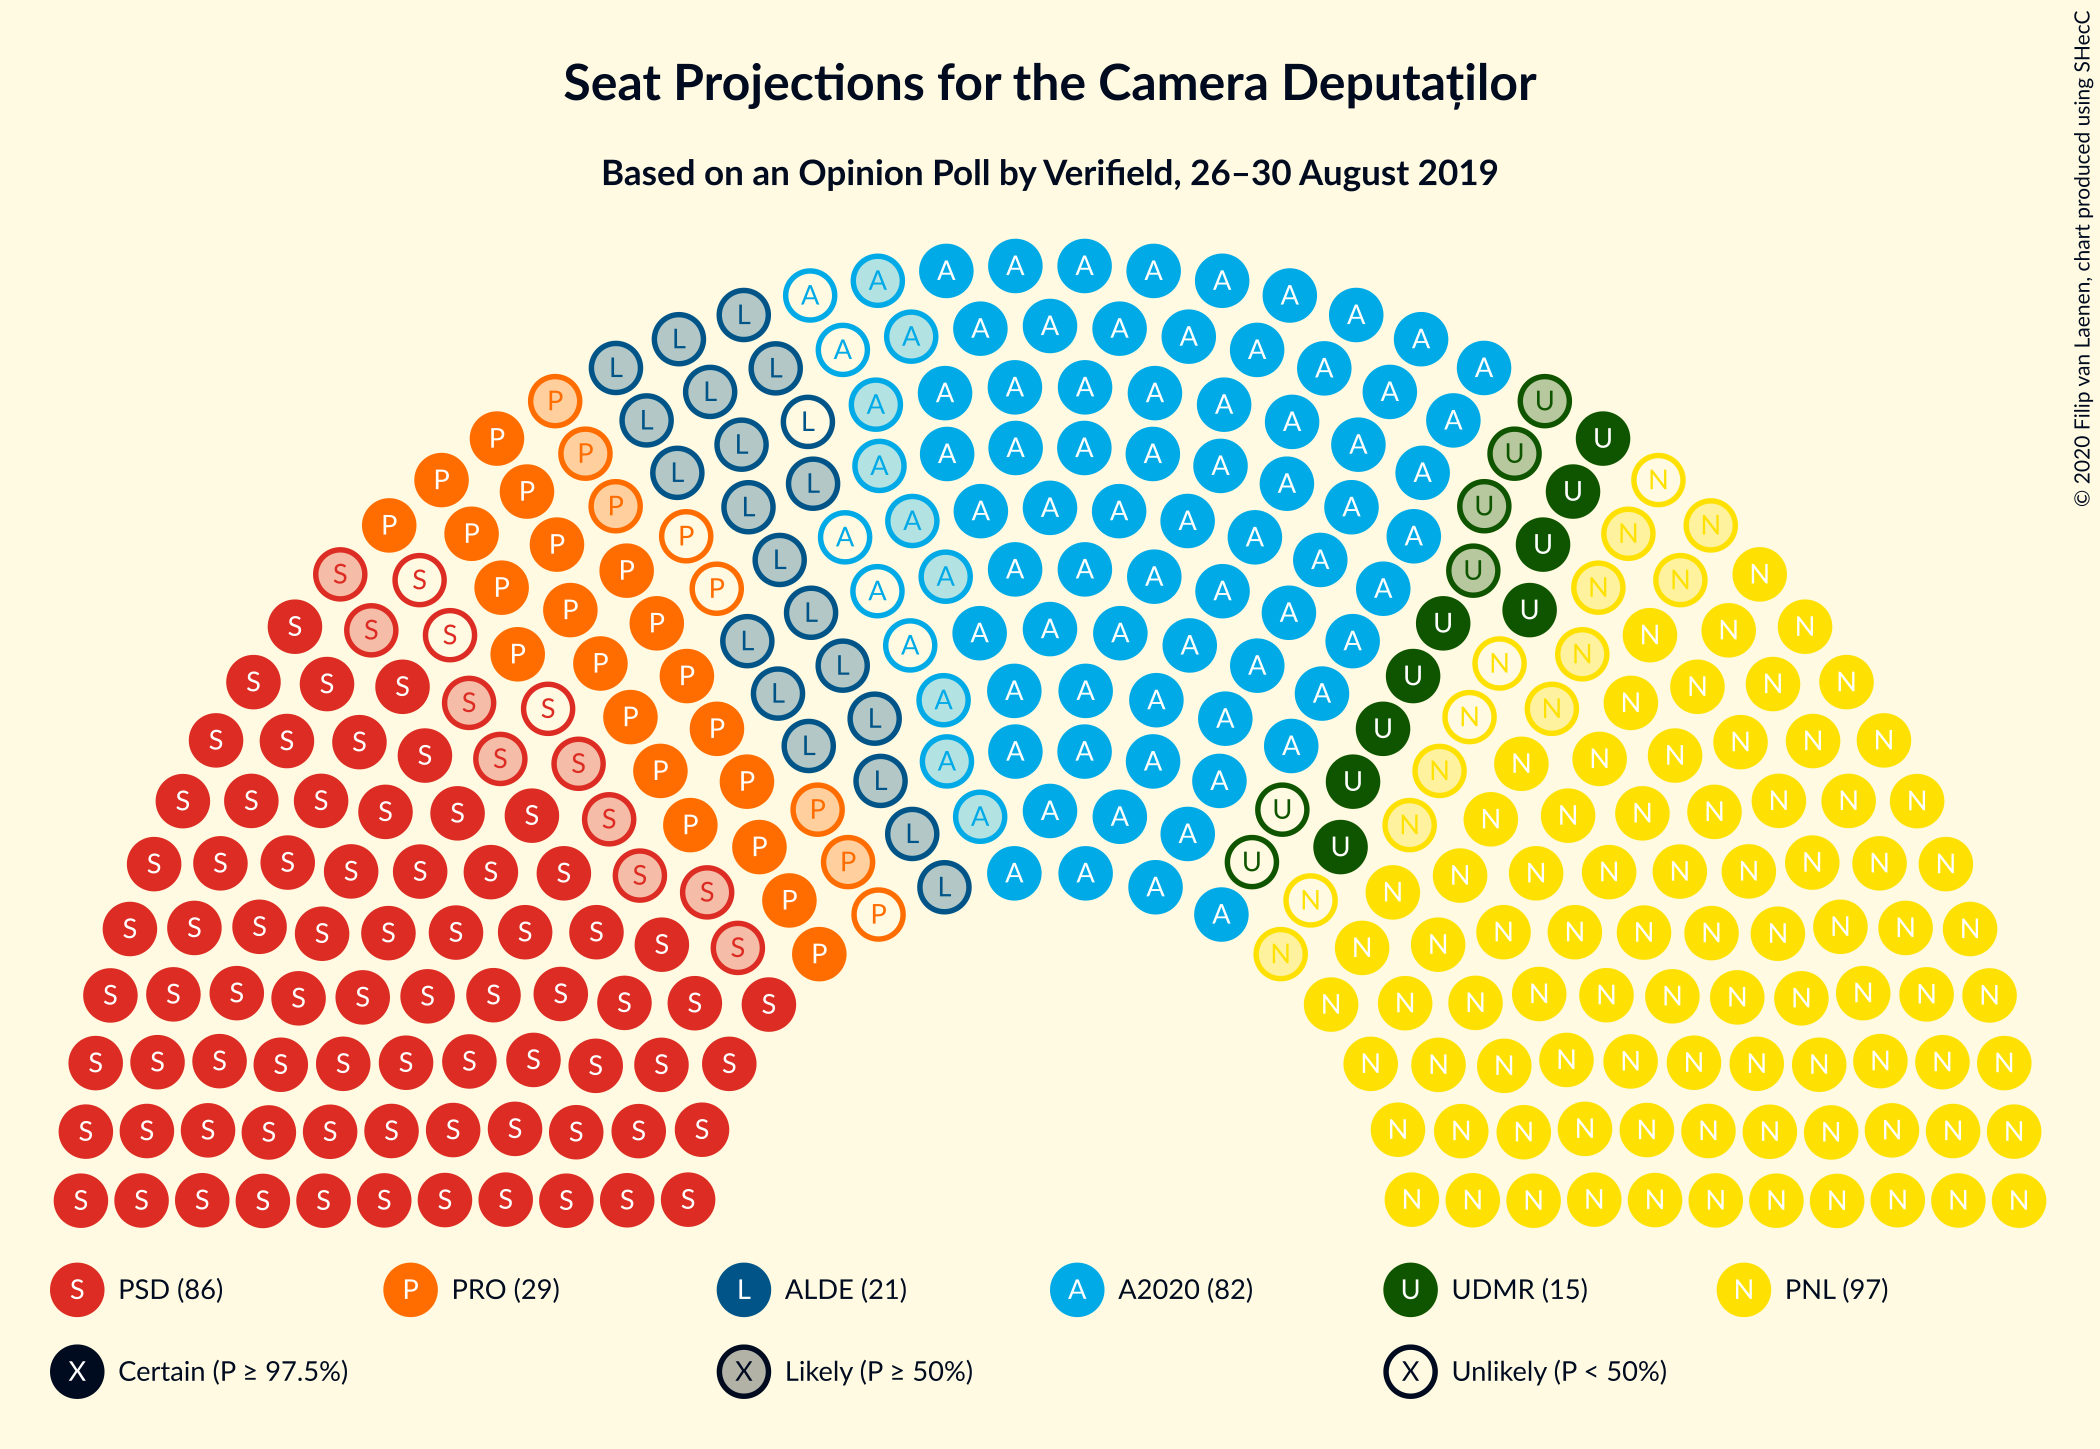 Seat Projections for the Camera Deputaților
Based on an Opinion Poll by Verifield, 26–30 August 2019
© 2020 Filip van Laenen, chart produced using SHecC
S PSD (86) P PRO (29) L ALDE (21) A A2020 (82) U UDMR (15) N PNL (97)
X Certain (P ≥ 97.5%) X Likely (P ≥ 50%) X Unlikely (P < 50%)